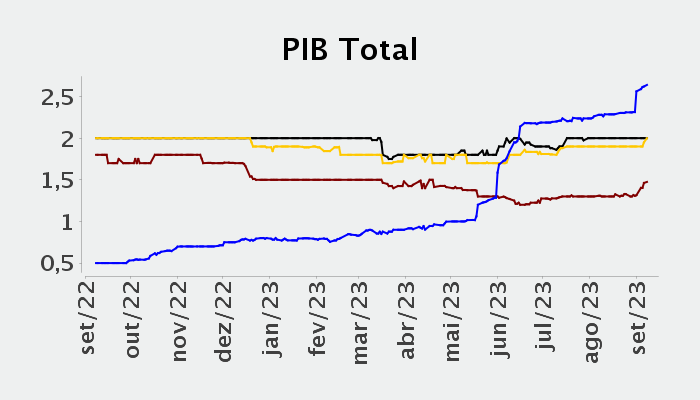 PIB Total
2,5
2
1,5
1
0,5
set/22
out/22
nov/22
dez/22
jan/23
fev/23
mar/23
abr/23
mai/23
jun/23
jul/23
ago/23
set/23